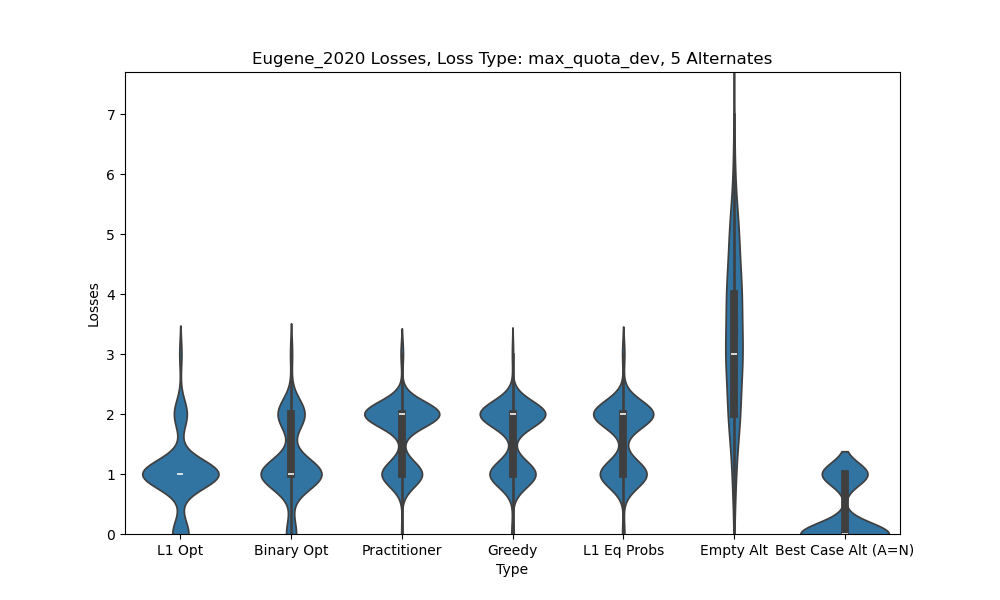 Eugene_2020 Losses, Loss Type: max_quota_dev, 5 Alternates
Losses
7
6
5
4
3
2
1
0
L1 Opt
Binary Opt
Practitioner
Greedy
L1 Eq Probs
Empty Alt
Best Case Alt (A=N)
Type